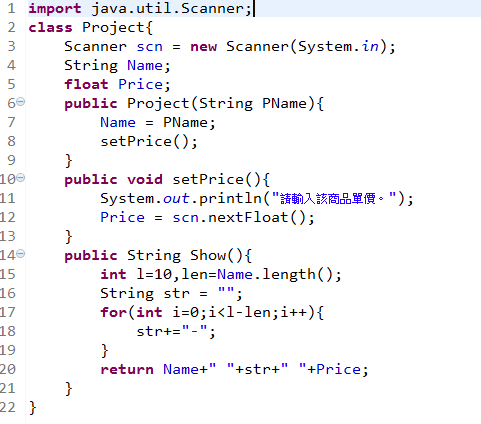 1 import java.util.Scanner;
2 class Project{
3     Scanner scn = new Scanner(System.in);
4     String Name;
5     float Price;
6     public Project(String PName){
7         Name = PName;
8         setPrice();
9     }
10     public void setPrice(){
11         System.out.println("請輸入該商品單價。");
12         Price = scn.nextFloat();
13     }
14     public String Show(){
15         int l=10,len=Name.length();
16         String str = "";
17         for(int i=0;i<l-len;i++){
18             str+="-";
19         }
20         return Name+" "+str+" "+Price;
21     }
22 }